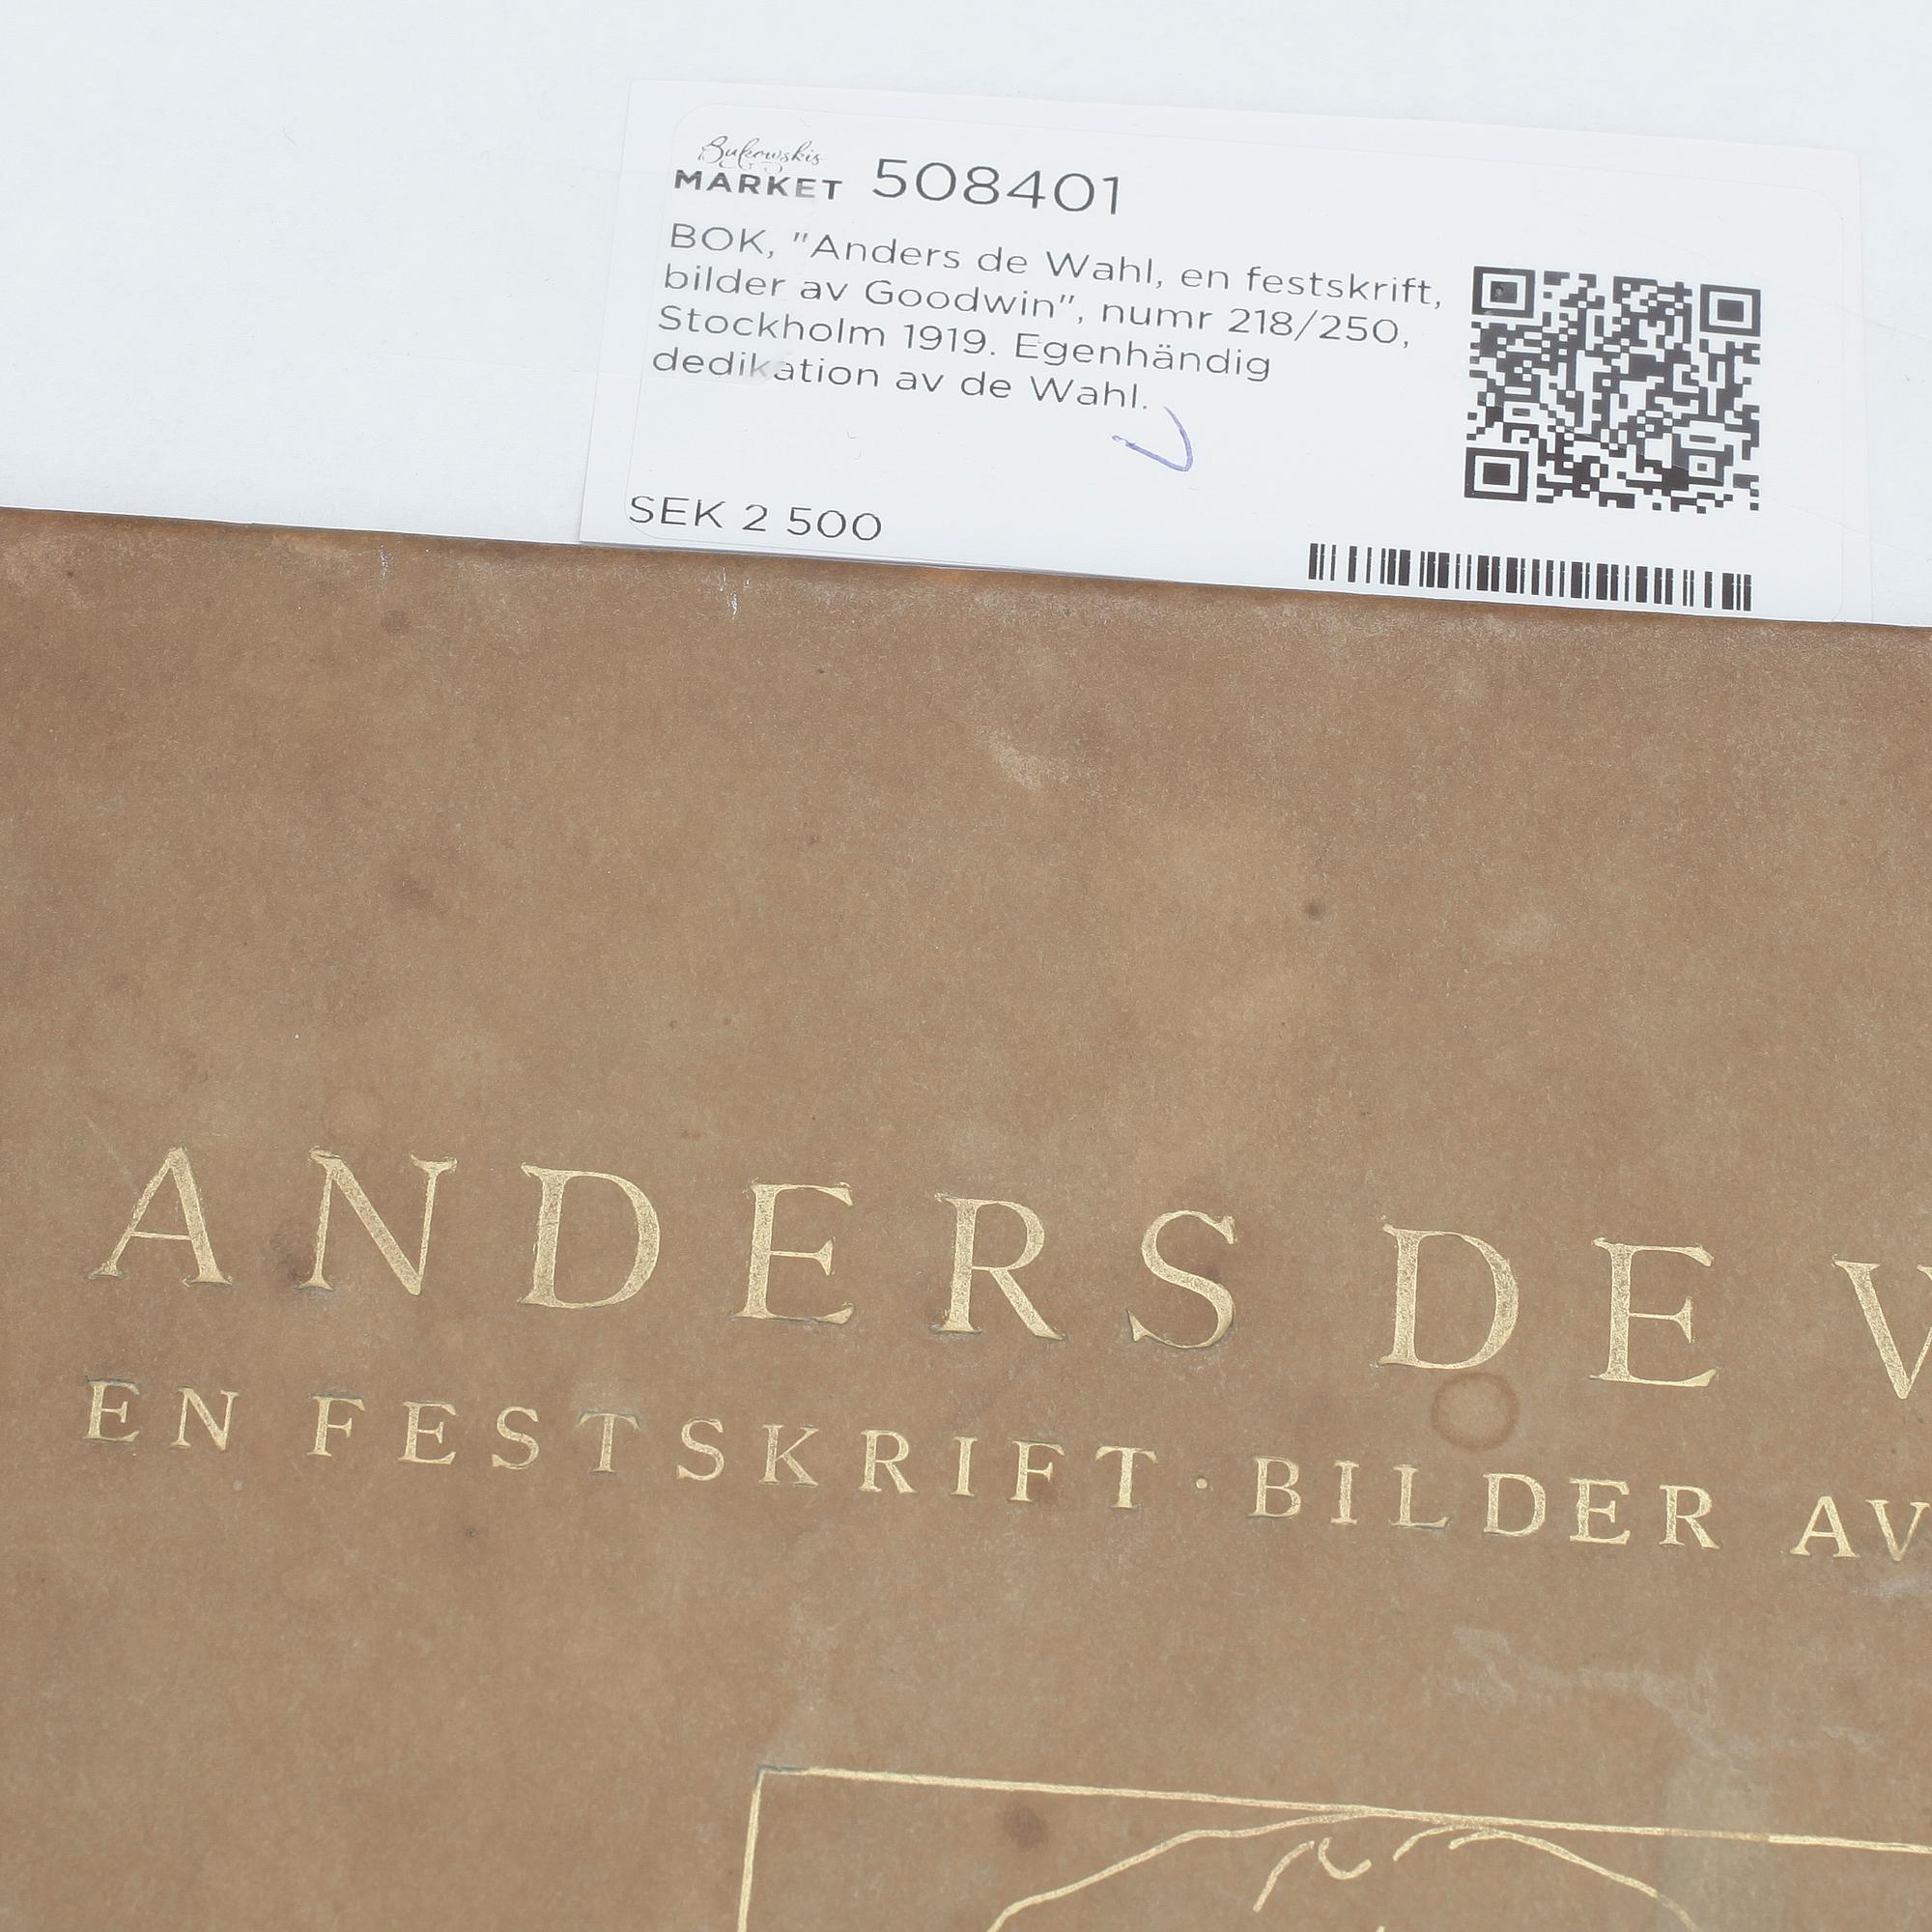 Bukowskis
MARKET 508401
BOK, "Anders de Wahl, en festskrift,
bilder av Goodwin", numr 218/250,
Stockholm 1919. Egenhändig
dedikation av de Wahl.
SEK 2 500
ANDERS DE
EN FESTSKRIFT · BILDER AV